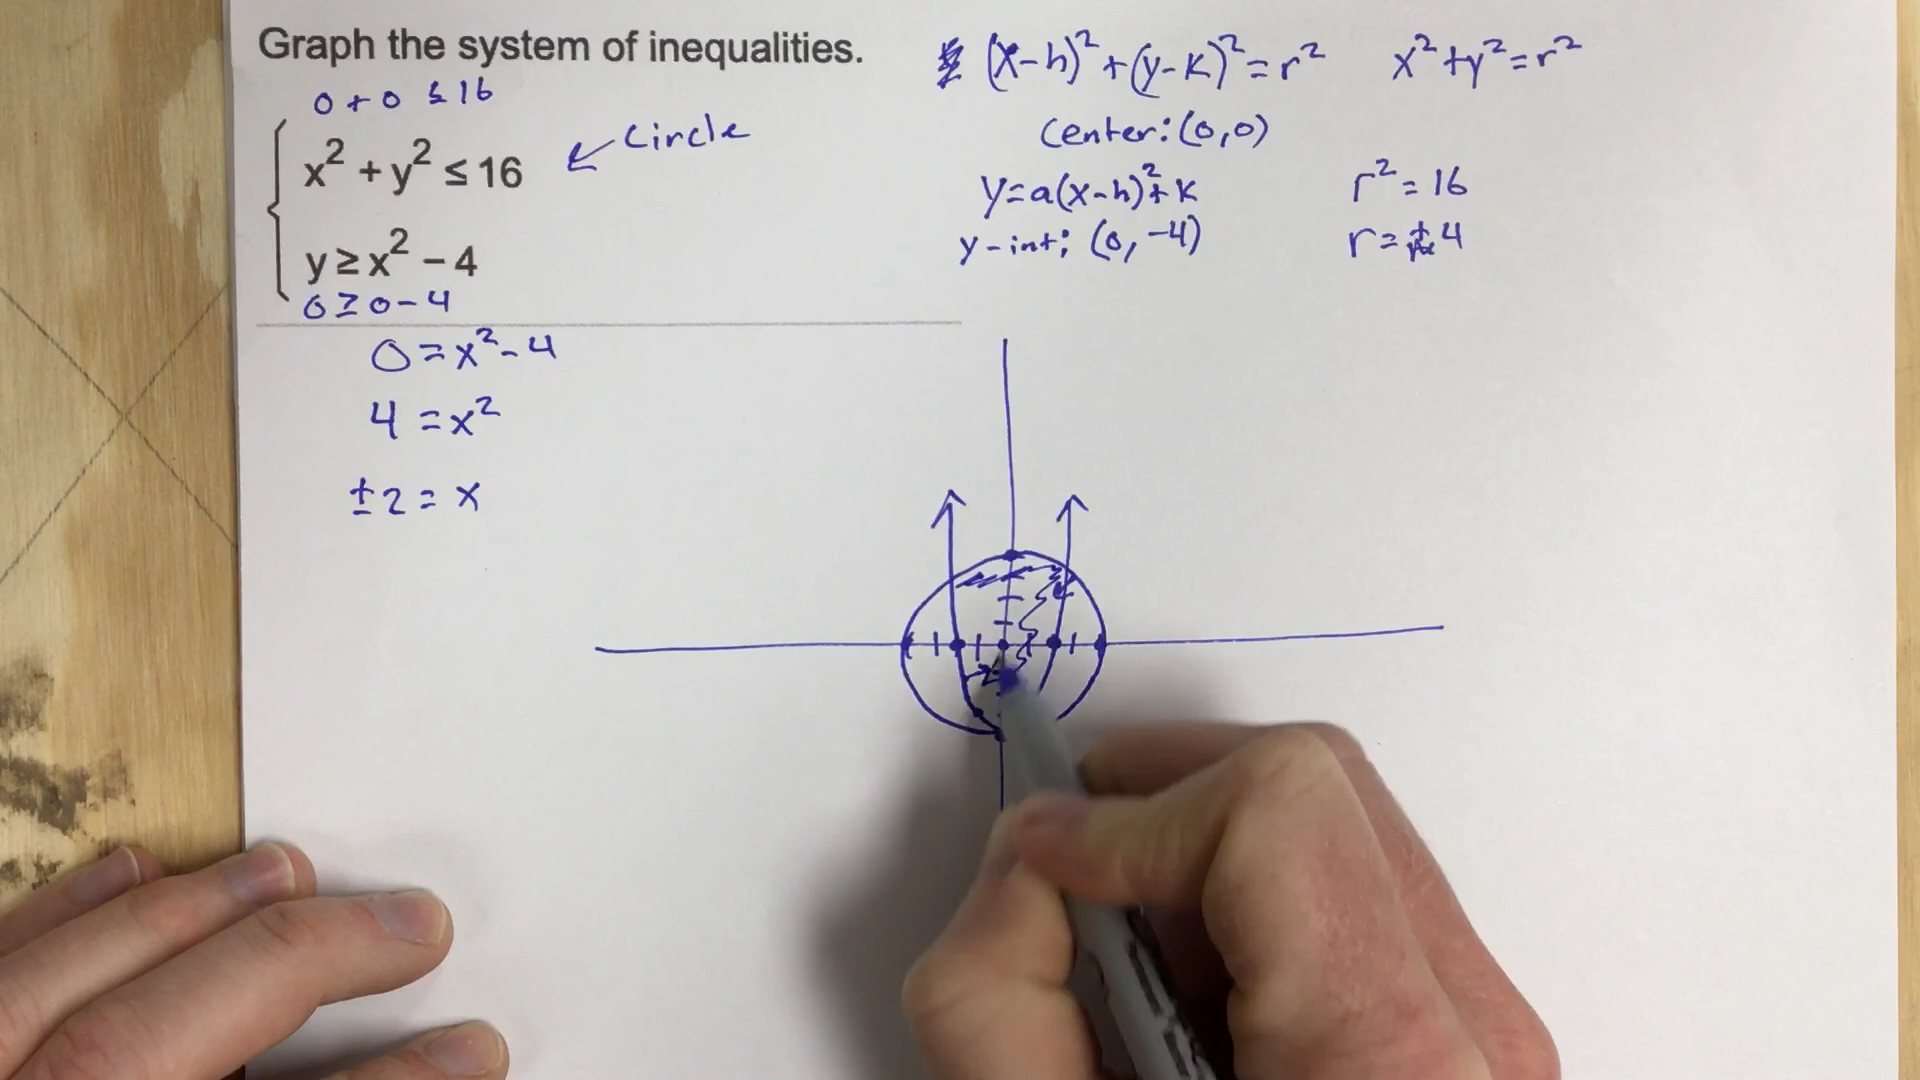 Graph the system of inequalities.
0 + 0 ≤ 16
x² + y² ≤ 16
← Circle
y ≥ x² − 4
0 ≥ 0 − 4
0 = x² - 4
4 = x²
±2 = x
(x-h)² + (y-k)² = r²
x² + y² = r²
Center: (0,0)
y = a(x-h)² + k
r² = 16
y-int: (0, -4)
r = 4